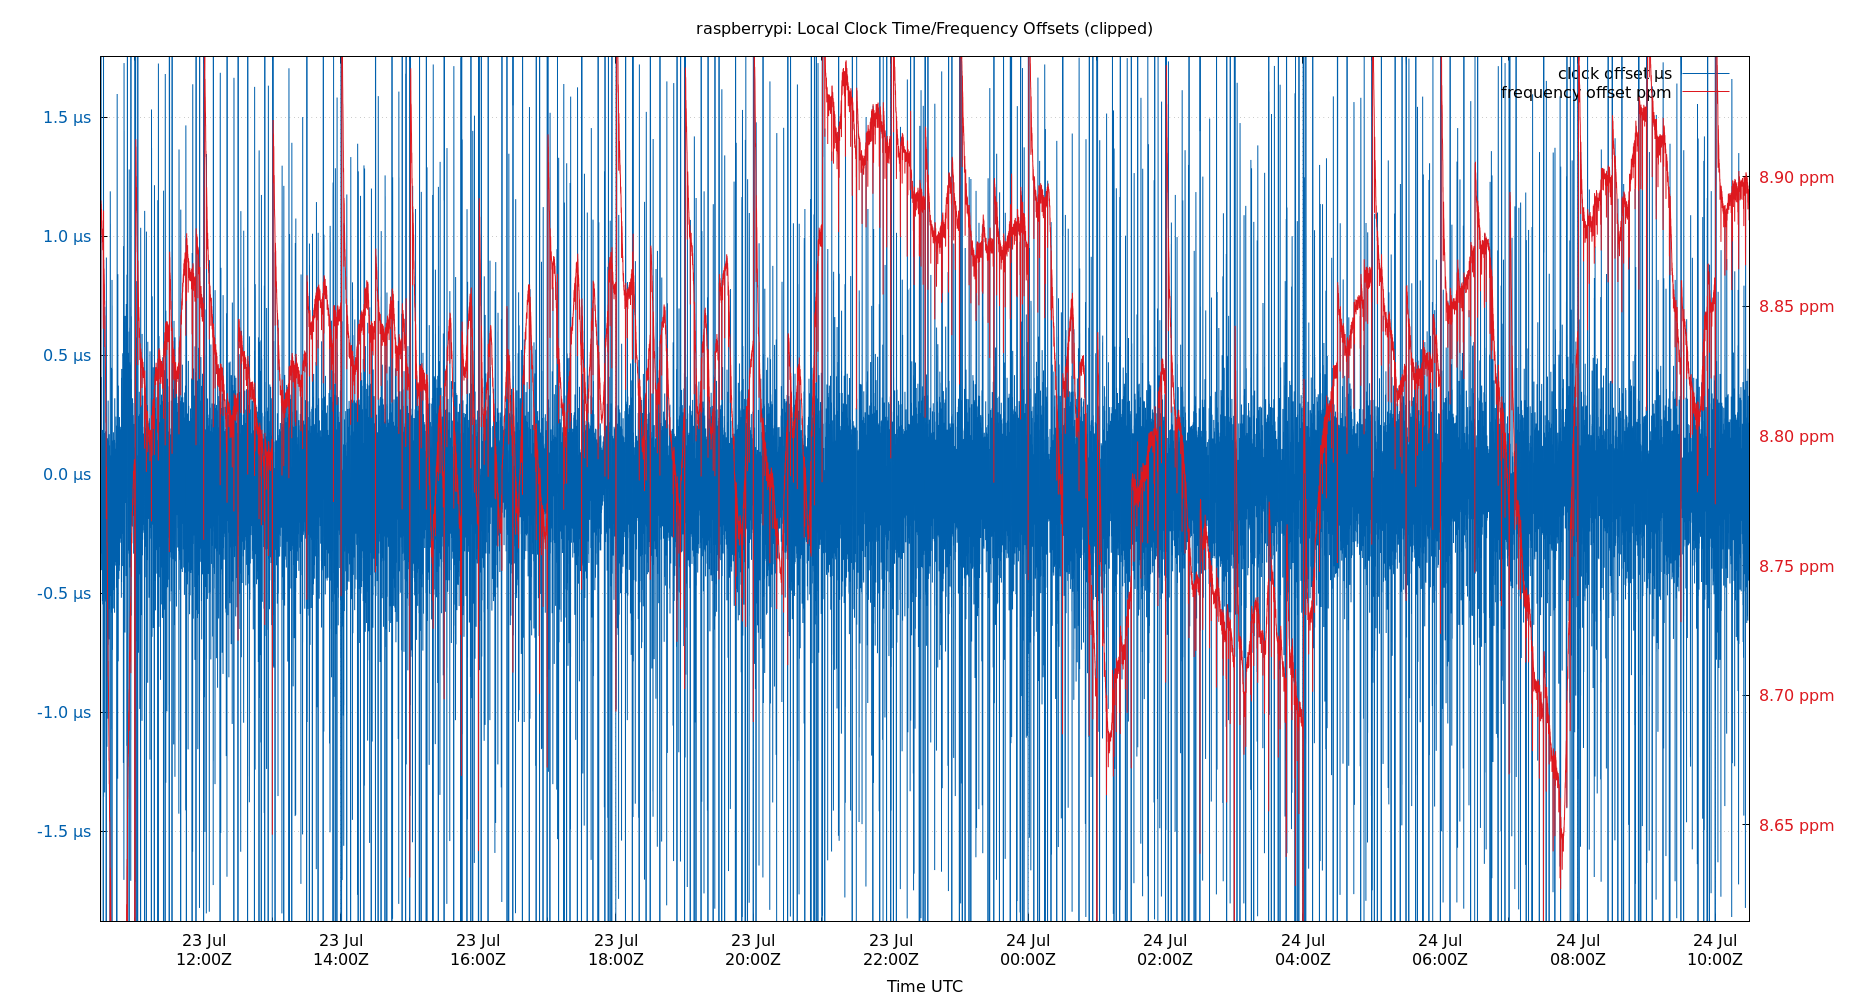 raspberrypi: Local Clock Time/Frequency Offsets (clipped)
clock offset µs
frequency offset ppm
1.5 µs
1.0 µs
0.5 µs
0.0 µs
-0.5 µs
-1.0 µs
-1.5 µs
8.90 ppm
8.85 ppm
8.80 ppm
8.75 ppm
8.70 ppm
8.65 ppm
23 Jul
12:00Z
23 Jul
14:00Z
23 Jul
16:00Z
23 Jul
18:00Z
23 Jul
20:00Z
23 Jul
22:00Z
24 Jul
00:00Z
24 Jul
02:00Z
24 Jul
04:00Z
24 Jul
06:00Z
24 Jul
08:00Z
24 Jul
10:00Z
Time UTC